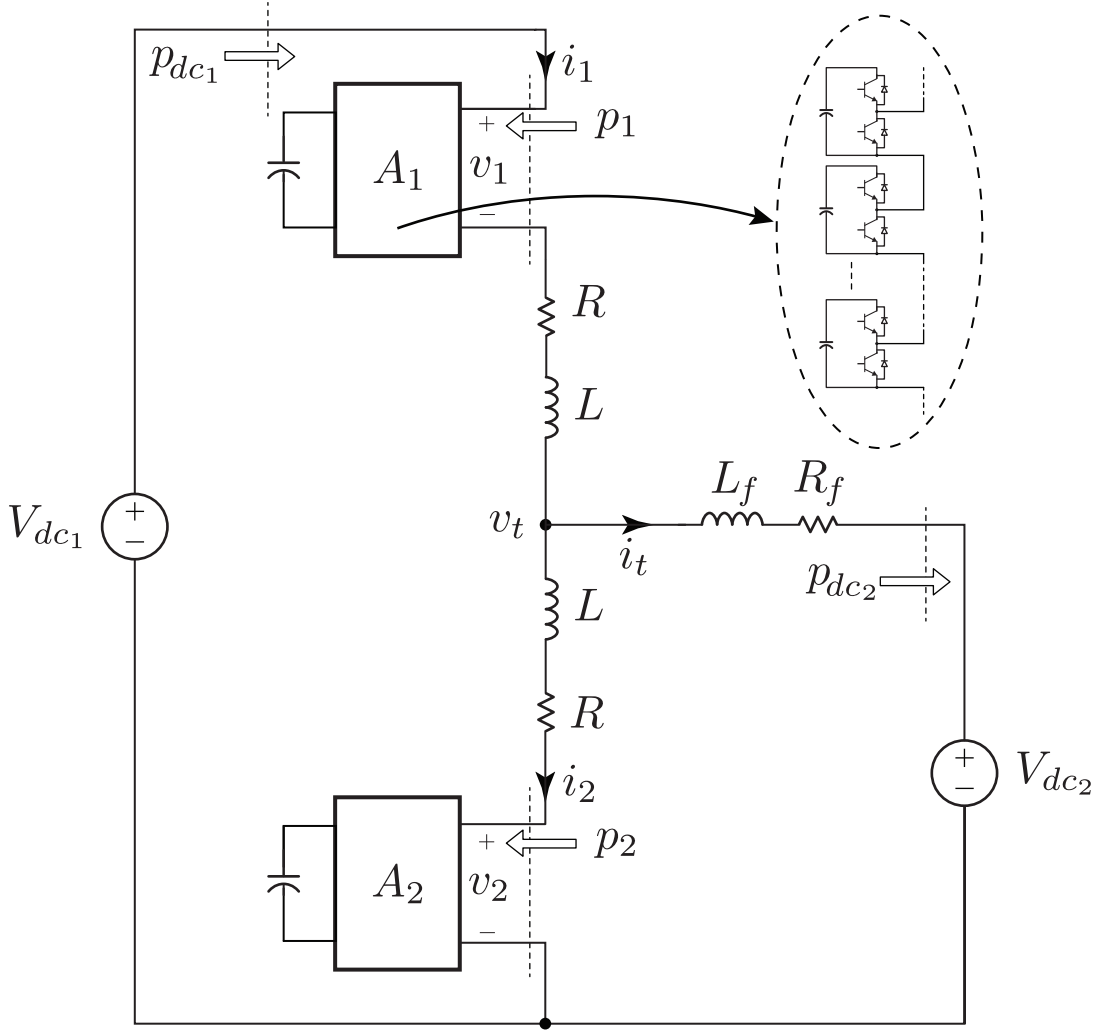 p_{dc_1}
i_1
+
p_1
A_1
v_1
−
R
L
L_f
R_f
V_{dc_1}
+
−
v_t
i_t
p_{dc_2}
L
R
i_2
+
−
V_{dc_2}
+
p_2
A_2
v_2
−